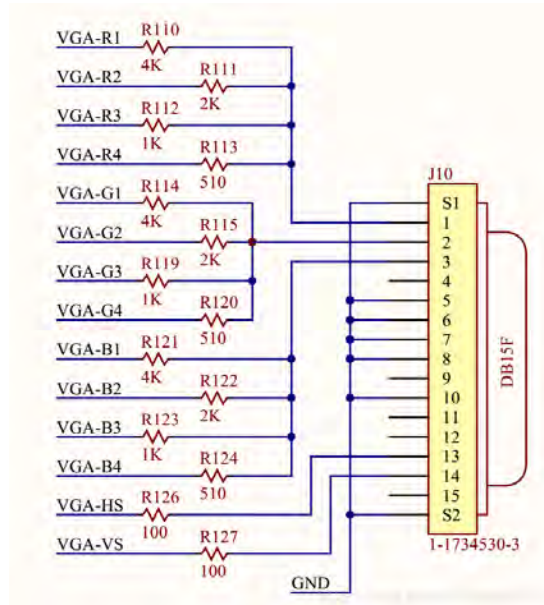 VGA-R1 R110 4K
VGA-R2 R111 2K
VGA-R3 R112 1K
VGA-R4 R113 510
VGA-G1 R114 4K
VGA-G2 R115 2K
VGA-G3 R119 1K
VGA-G4 R120 510
VGA-B1 R121 4K
VGA-B2 R122 2K
VGA-B3 R123 1K
VGA-B4 R124 510
VGA-HS R126 100
VGA-VS R127 100
GND
J10
S1
1
2
3
4
5
6
7
8
9
10
11
12
13
14
15
S2
DB15F
1-1734530-3